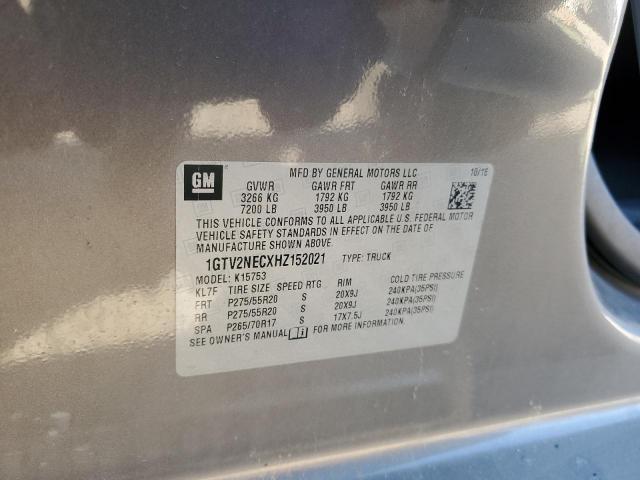 GM
MFD BY GENERAL MOTORS LLC 10/16
GVWR GAWR FRT GAWR RR
3266 KG 1792 KG 1792 KG
7200 LB 3950 LB 3950 LB
THIS VEHICLE CONFORMS TO ALL APPLICABLE U.S. FEDERAL MOTOR
VEHICLE SAFETY STANDARDS IN EFFECT ON THE DATE OF
MANUFACTURE SHOWN ABOVE.
1GTV2NECXHZ152021 TYPE: TRUCK
MODEL: K15753
KL7F TIRE SIZE SPEED RTG RIM COLD TIRE PRESSURE
FRT P275/55R20 S 20X9J 240KPA(35PSI)
RR P275/55R20 S 20X9J 240KPA(35PSI)
SPA P265/70R17 S 17X7.5J 240KPA(35PSI)
SEE OWNER'S MANUAL FOR MORE INFORMATION.